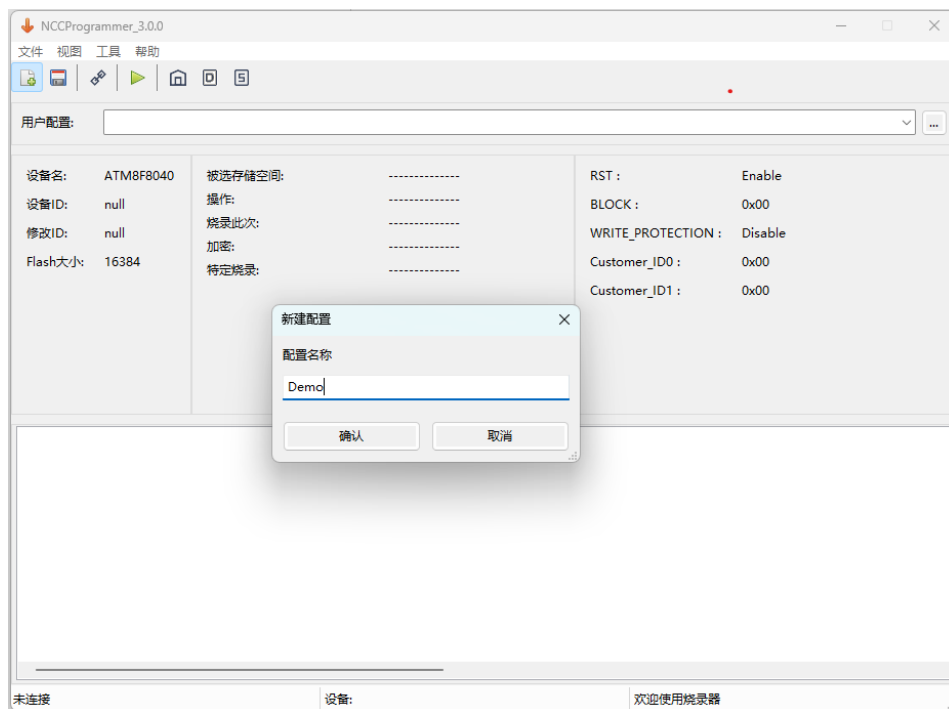 NCCProgrammer_3.0.0
文件 视图 工具 帮助
D S
用户配置: ...
设备名: ATM8F8040 被选存储空间: -------------- RST : Enable
设备ID: null 操作: -------------- BLOCK : 0x00
修改ID: null 烧录此次: -------------- WRITE_PROTECTION : Disable
Flash大小: 16384 加密: -------------- Customer_ID0 : 0x00
特定烧录: -------------- Customer_ID1 : 0x00
新建配置
配置名称
Demo
确认 取消
未连接 设备: 欢迎使用烧录器